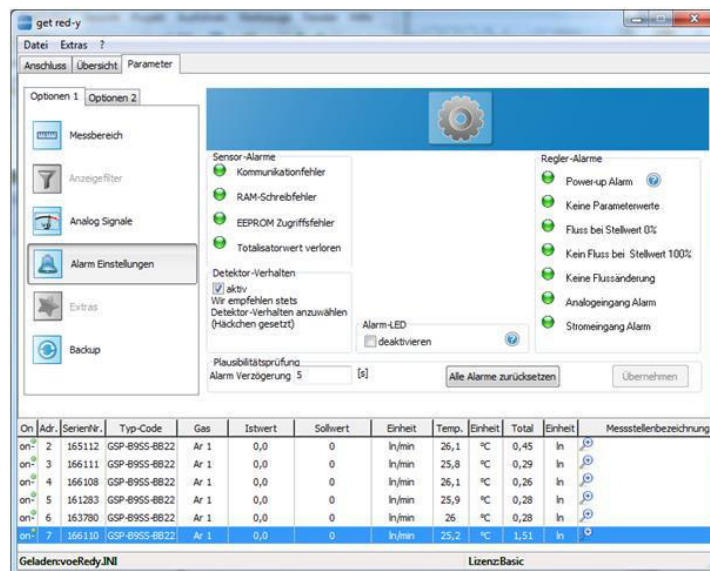 get red-y
Datei Extras ?
Anschluss Übersicht Parameter
Optionen 1 Optionen 2
Messbereich
Anzeigefilter
Analog Signale
Alarm Einstellungen
Extras
Backup
Sensor-Alarme
Kommunikationfehler
RAM-Schreibfehler
EEPROM Zugriffsfehler
Totalisatorwert verloren
Detektor-Verhalten
aktiv
Wir empfehlen stets
Detektor-Verhalten anzuwählen
(Häckchen gesetzt)
Alarm-LED
deaktivieren
Regler-Alarme
Power-up Alarm
Keine Parameterwerte
Fluss bei Stellwert 0%
Kein Fluss bei Stellwert 100%
Keine Flussänderung
Analogeingang Alarm
Stromeingang Alarm
Plausibilitätsprüfung
Alarm Verzögerung 5 [s]
Alle Alarme zurücksetzen
Übernehmen
On Adr. SerienNr. Typ-Code Gas Istwert Sollwert Einheit Temp. Einheit Total Einheit Messstellenbezeichnung
on- 2 165112 GSP-B9SS-BB22 Ar 1 0,0 0 ln/min 26,1 °C 0,45 ln
on- 3 166111 GSP-B9SS-BB22 Ar 1 0,0 0 ln/min 25,8 °C 0,29 ln
on- 4 166108 GSP-B9SS-BB22 Ar 1 0,0 0 ln/min 26,1 °C 0,26 ln
on- 5 161283 GSP-B9SS-BB22 Ar 1 0,0 0 ln/min 25,9 °C 0,28 ln
on- 6 163780 GSP-B9SS-BB22 Ar 1 0,0 0 ln/min 26 °C 0,28 ln
on- 7 166110 GSP-B9SS-BB22 Ar 1 0,0 0 ln/min 25,2 °C 1,51 ln
Geladen:voeRedy.INI Lizenz:Basic